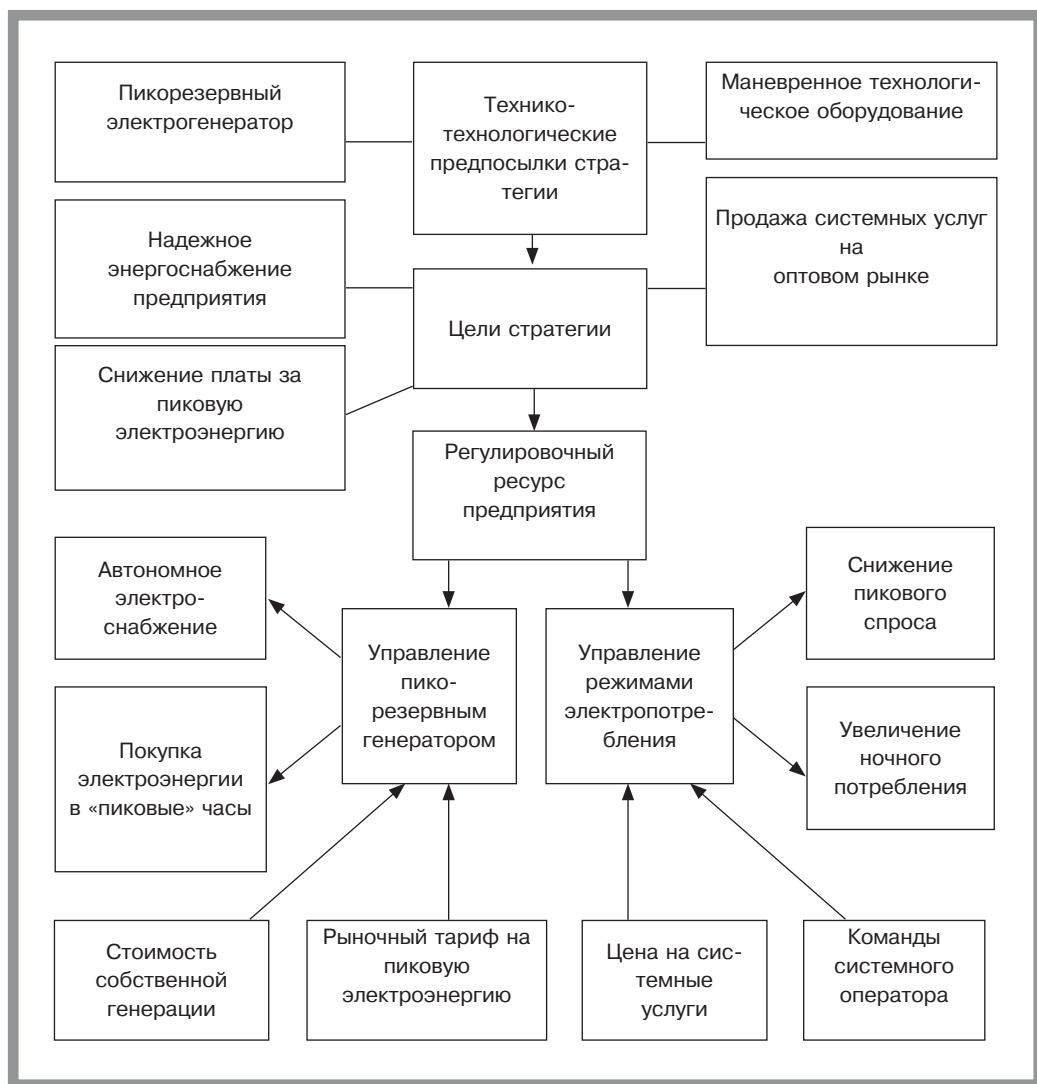 Пикорезервный
электрогенератор
Технико-
технологические
предпосылки стра-
тегии
Маневренное технологи-
ческое оборудование
Надежное
энергоснабжение
предприятия
Цели стратегии
Продажа системных услуг
на
оптовом рынке
Снижение платы за
пиковую
электроэнергию
Регулировочный
ресурс
предприятия
Автономное
электро-
снабжение
Управление
пико-
резервным
генератором
Управление
режимами
электропотре-
бления
Снижение
пикового
спроса
Покупка
электроэнергии
в «пиковые» часы
Увеличение
ночного
потребления
Стоимость
собственной
генерации
Рыночный тариф на
пиковую
электроэнергию
Цена на сис-
темные
услуги
Команды
системного
оператора